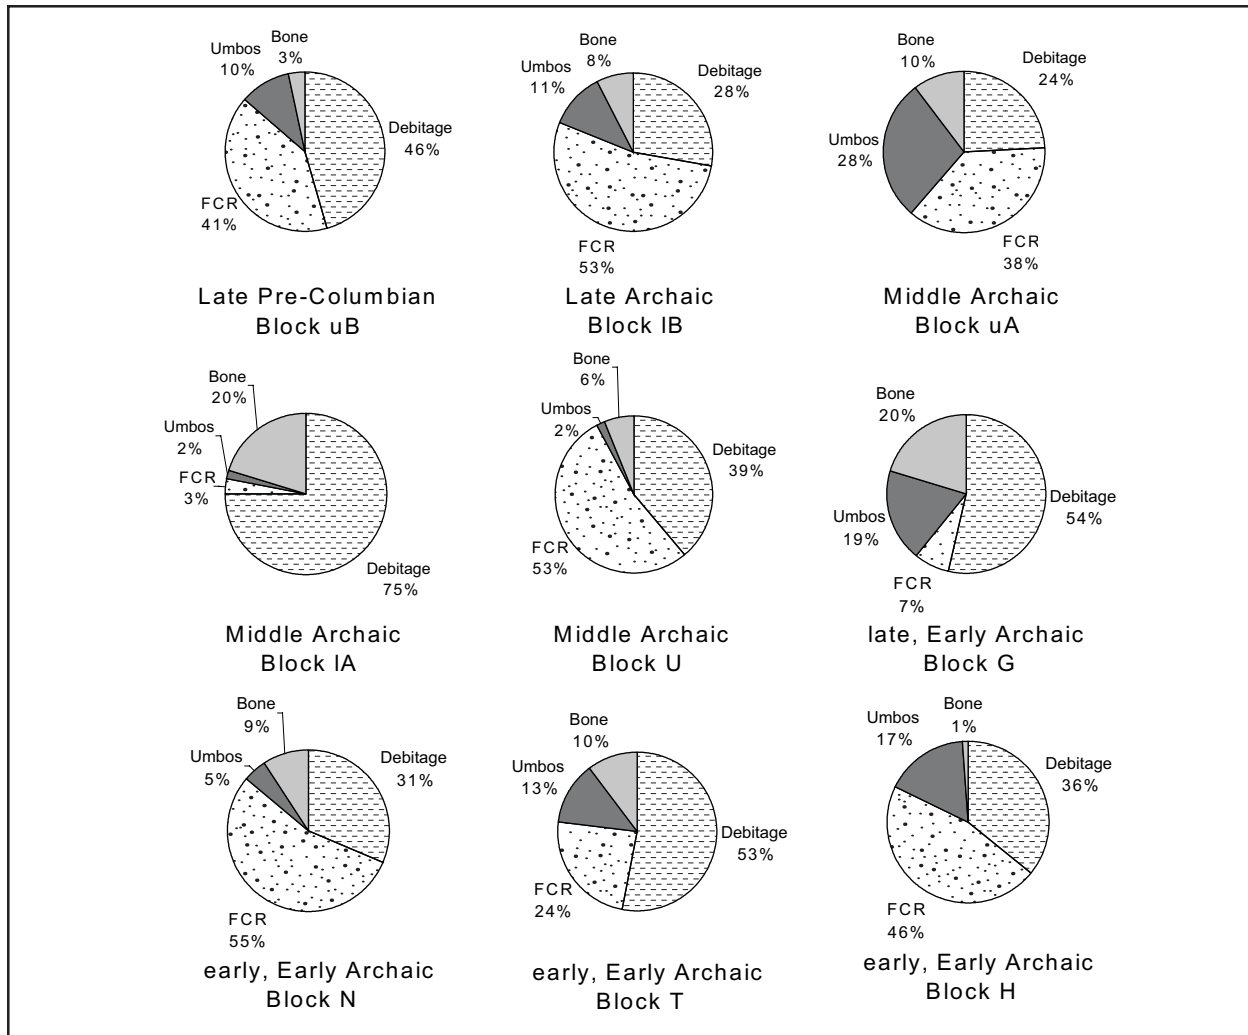 Bone
3%
Umbos
10%
Debitage
46%
FCR
41%
Late Pre-Columbian
Block uB
Bone
8%
Umbos
11%
Debitage
28%
FCR
53%
Late Archaic
Block lB
Bone
10%
Debitage
24%
Umbos
28%
FCR
38%
Middle Archaic
Block uA
Bone
20%
Umbos
2%
FCR
3%
Debitage
75%
Middle Archaic
Block lA
Bone
6%
Umbos
2%
Debitage
39%
FCR
53%
Middle Archaic
Block U
Bone
20%
Debitage
54%
Umbos
19%
FCR
7%
late, Early Archaic
Block G
Bone
9%
Umbos
5%
Debitage
31%
FCR
55%
early, Early Archaic
Block N
Bone
10%
Umbos
13%
Debitage
53%
FCR
24%
early, Early Archaic
Block T
Bone
1%
Umbos
17%
Debitage
36%
FCR
46%
early, Early Archaic
Block H